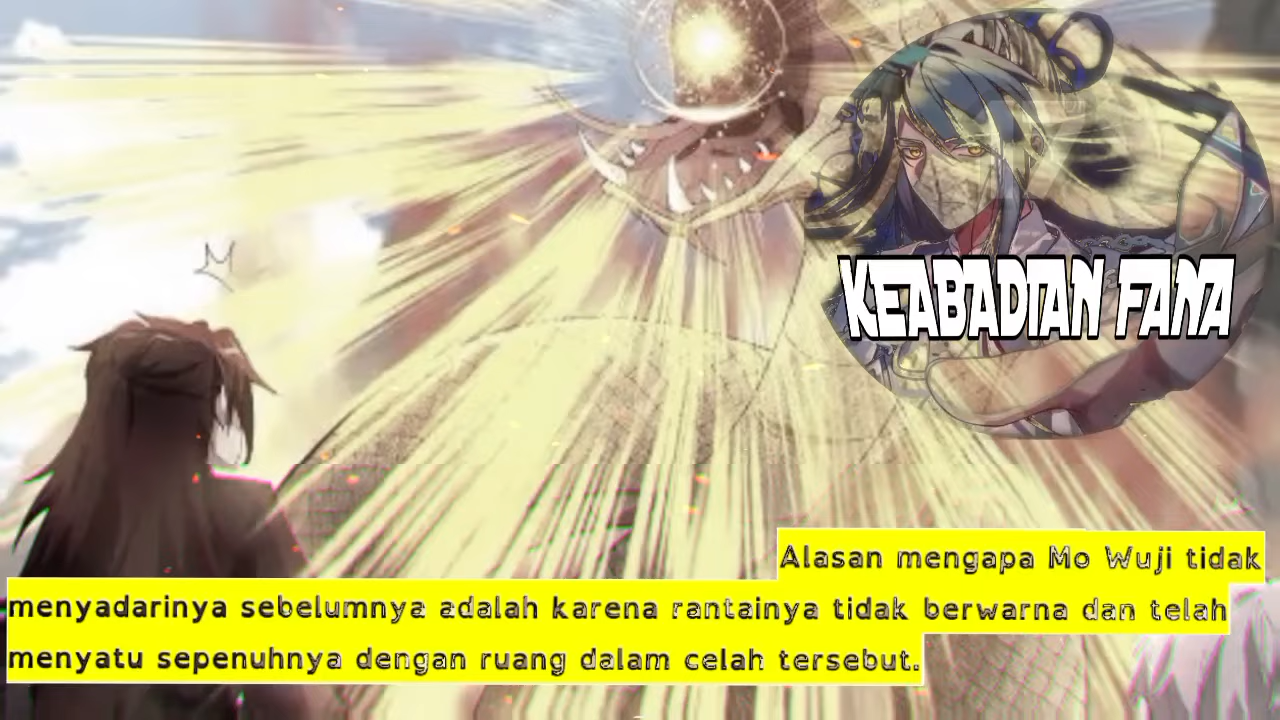 KEABADIAN FANA
Alasan mengapa Mo Wuji tidak
menyadarinya sebelumnya adalah karena rantainya tidak berwarna dan telah
menyatu sepenuhnya dengan ruang dalam celah tersebut.